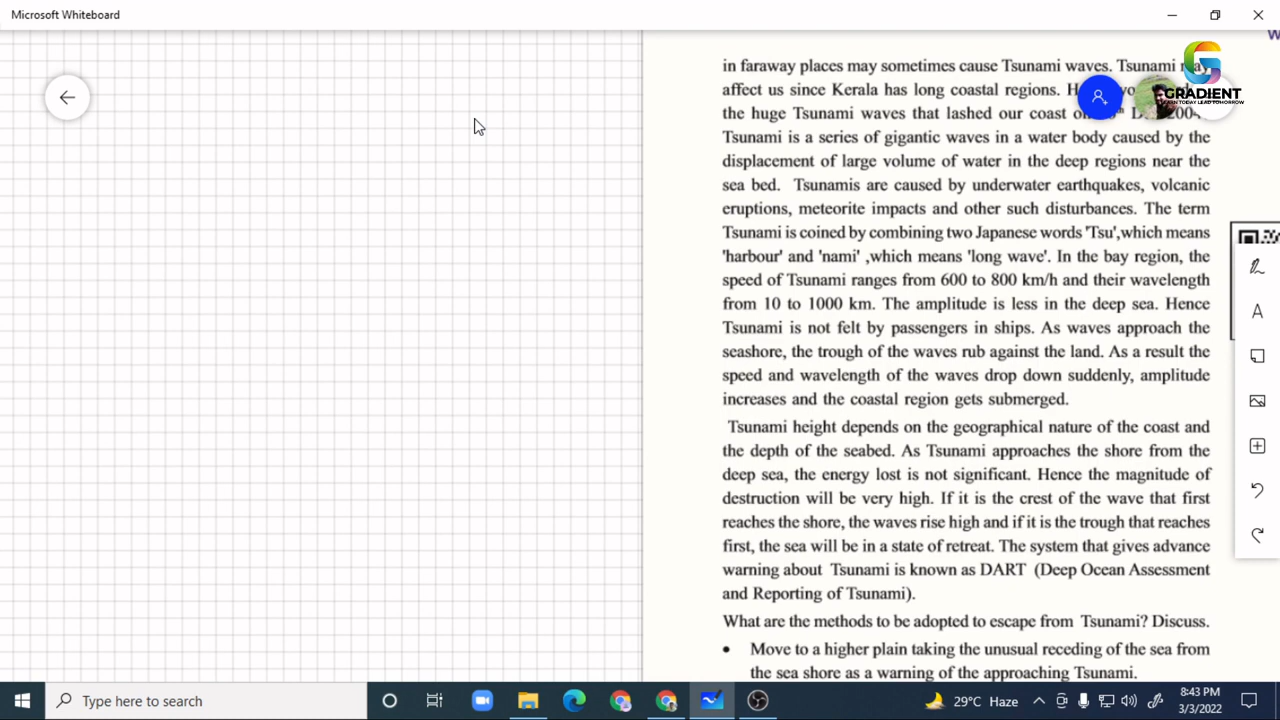 Microsoft Whiteboard
in faraway places may sometimes cause Tsunami waves. Tsunami may
affect us since Kerala has long coastal regions.
the huge Tsunami waves that lashed our coast 2004
Tsunami is a series of gigantic waves in a water body caused by the
displacement of large volume of water in the deep regions near the
sea bed. Tsunamis are caused by underwater earthquakes, volcanic
eruptions, meteorite impacts and other such disturbances. The term
Tsunami is coined by combining two Japanese words 'Tsu',which means
'harbour' and 'nami' ,which means 'long wave'. In the bay region, the
speed of Tsunami ranges from 600 to 800 km/h and their wavelength
from 10 to 1000 km. The amplitude is less in the deep sea. Hence
Tsunami is not felt by passengers in ships. As waves approach the
seashore, the trough of the waves rub against the land. As a result the
speed and wavelength of the waves drop down suddenly, amplitude
increases and the coastal region gets submerged.
Tsunami height depends on the geographical nature of the coast and
the depth of the seabed. As Tsunami approaches the shore from the
deep sea, the energy lost is not significant. Hence the magnitude of
destruction will be very high. If it is the crest of the wave that first
reaches the shore, the waves rise high and if it is the trough that reaches
first, the sea will be in a state of retreat. The system that gives advance
warning about Tsunami is known as DART (Deep Ocean Assessment
and Reporting of Tsunami).
What are the methods to be adopted to escape from Tsunami? Discuss.
• Move to a higher plain taking the unusual receding of the sea from
the sea shore as a warning of the approaching Tsunami.
GRADIENT
LEARN TODAY LEAD TOMORROW
Type here to search
29°C Haze
8:43 PM
3/3/2022